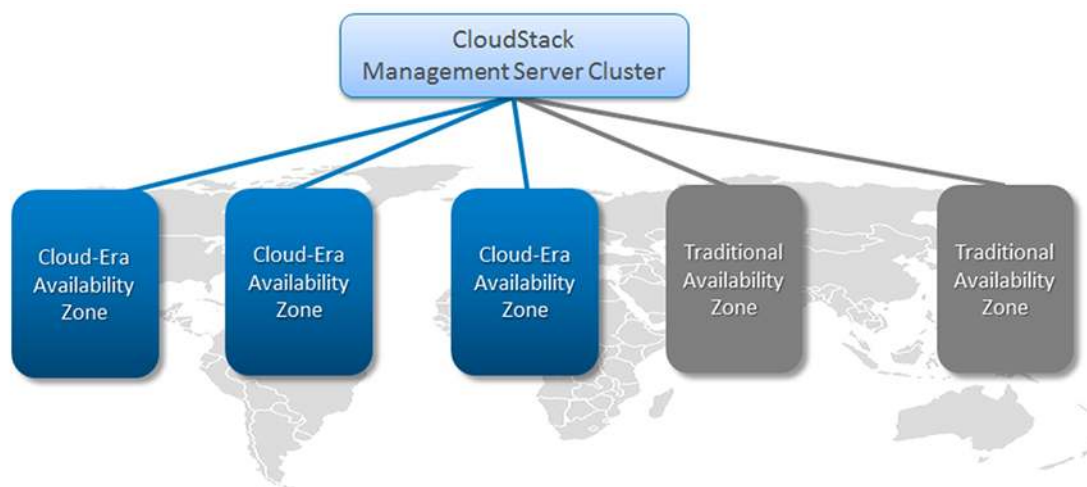 CloudStack
Management Server Cluster
Cloud-Era
Availability
Zone
Cloud-Era
Availability
Zone
Cloud-Era
Availability
Zone
Traditional
Availability
Zone
Traditional
Availability
Zone